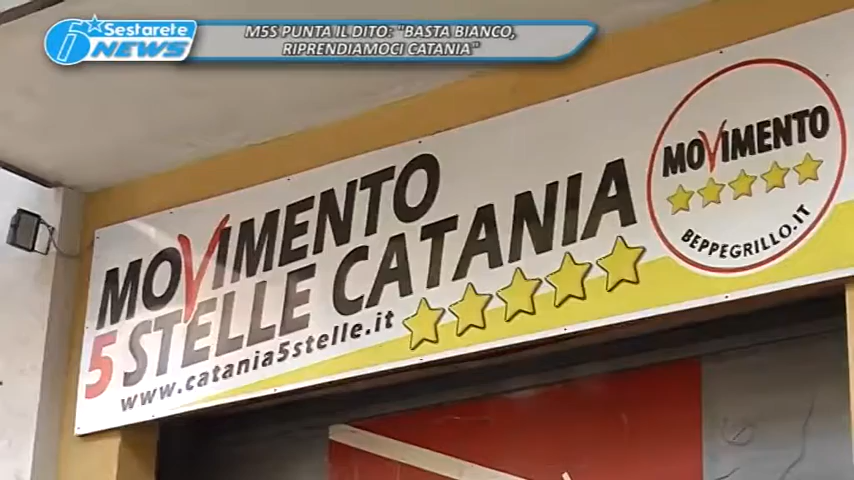 Sestarete
6 NEWS
M5S PUNTA IL DITO: "BASTA BIANCO,
RIPRENDIAMOCI CATANIA"
MOVIMENTO
5 STELLE CATANIA
www.catania5stelle.it
MOVIMENTO
BEPPEGRILLO.IT